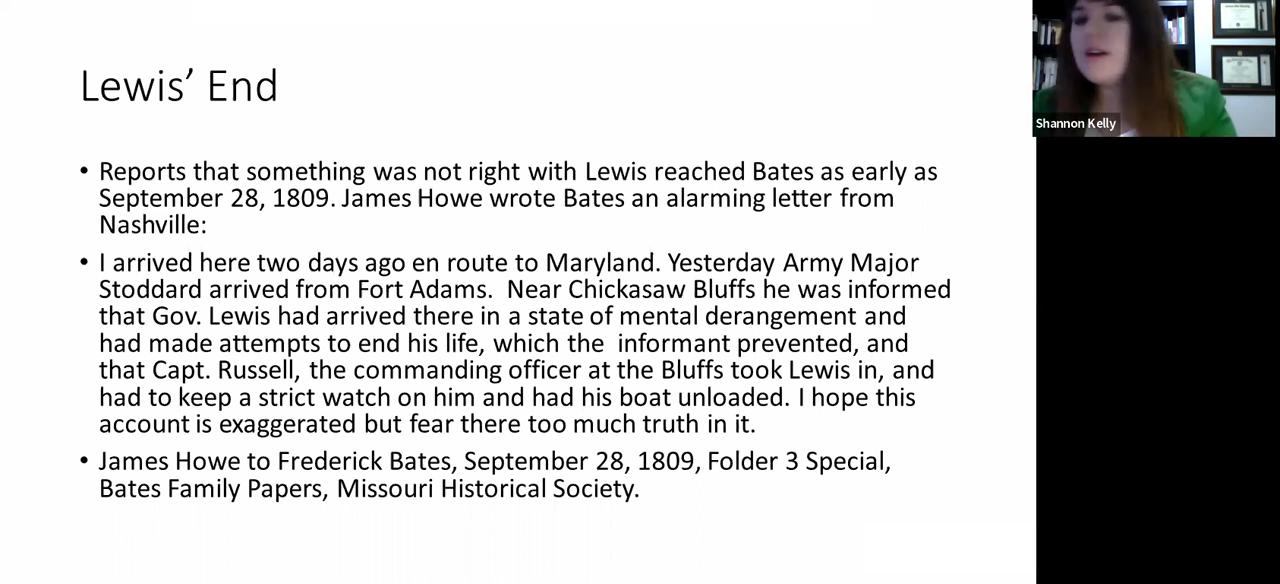 Lewis’ End
• Reports that something was not right with Lewis reached Bates as early as
September 28, 1809. James Howe wrote Bates an alarming letter from
Nashville:
• I arrived here two days ago en route to Maryland. Yesterday Army Major
Stoddard arrived from Fort Adams.  Near Chickasaw Bluffs he was informed
that Gov. Lewis had arrived there in a state of mental derangement and
had made attempts to end his life, which the  informant prevented, and
that Capt. Russell, the commanding officer at the Bluffs took Lewis in, and
had to keep a strict watch on him and had his boat unloaded. I hope this
account is exaggerated but fear there too much truth in it.
• James Howe to Frederick Bates, September 28, 1809, Folder 3 Special,
Bates Family Papers, Missouri Historical Society.
Shannon Kelly